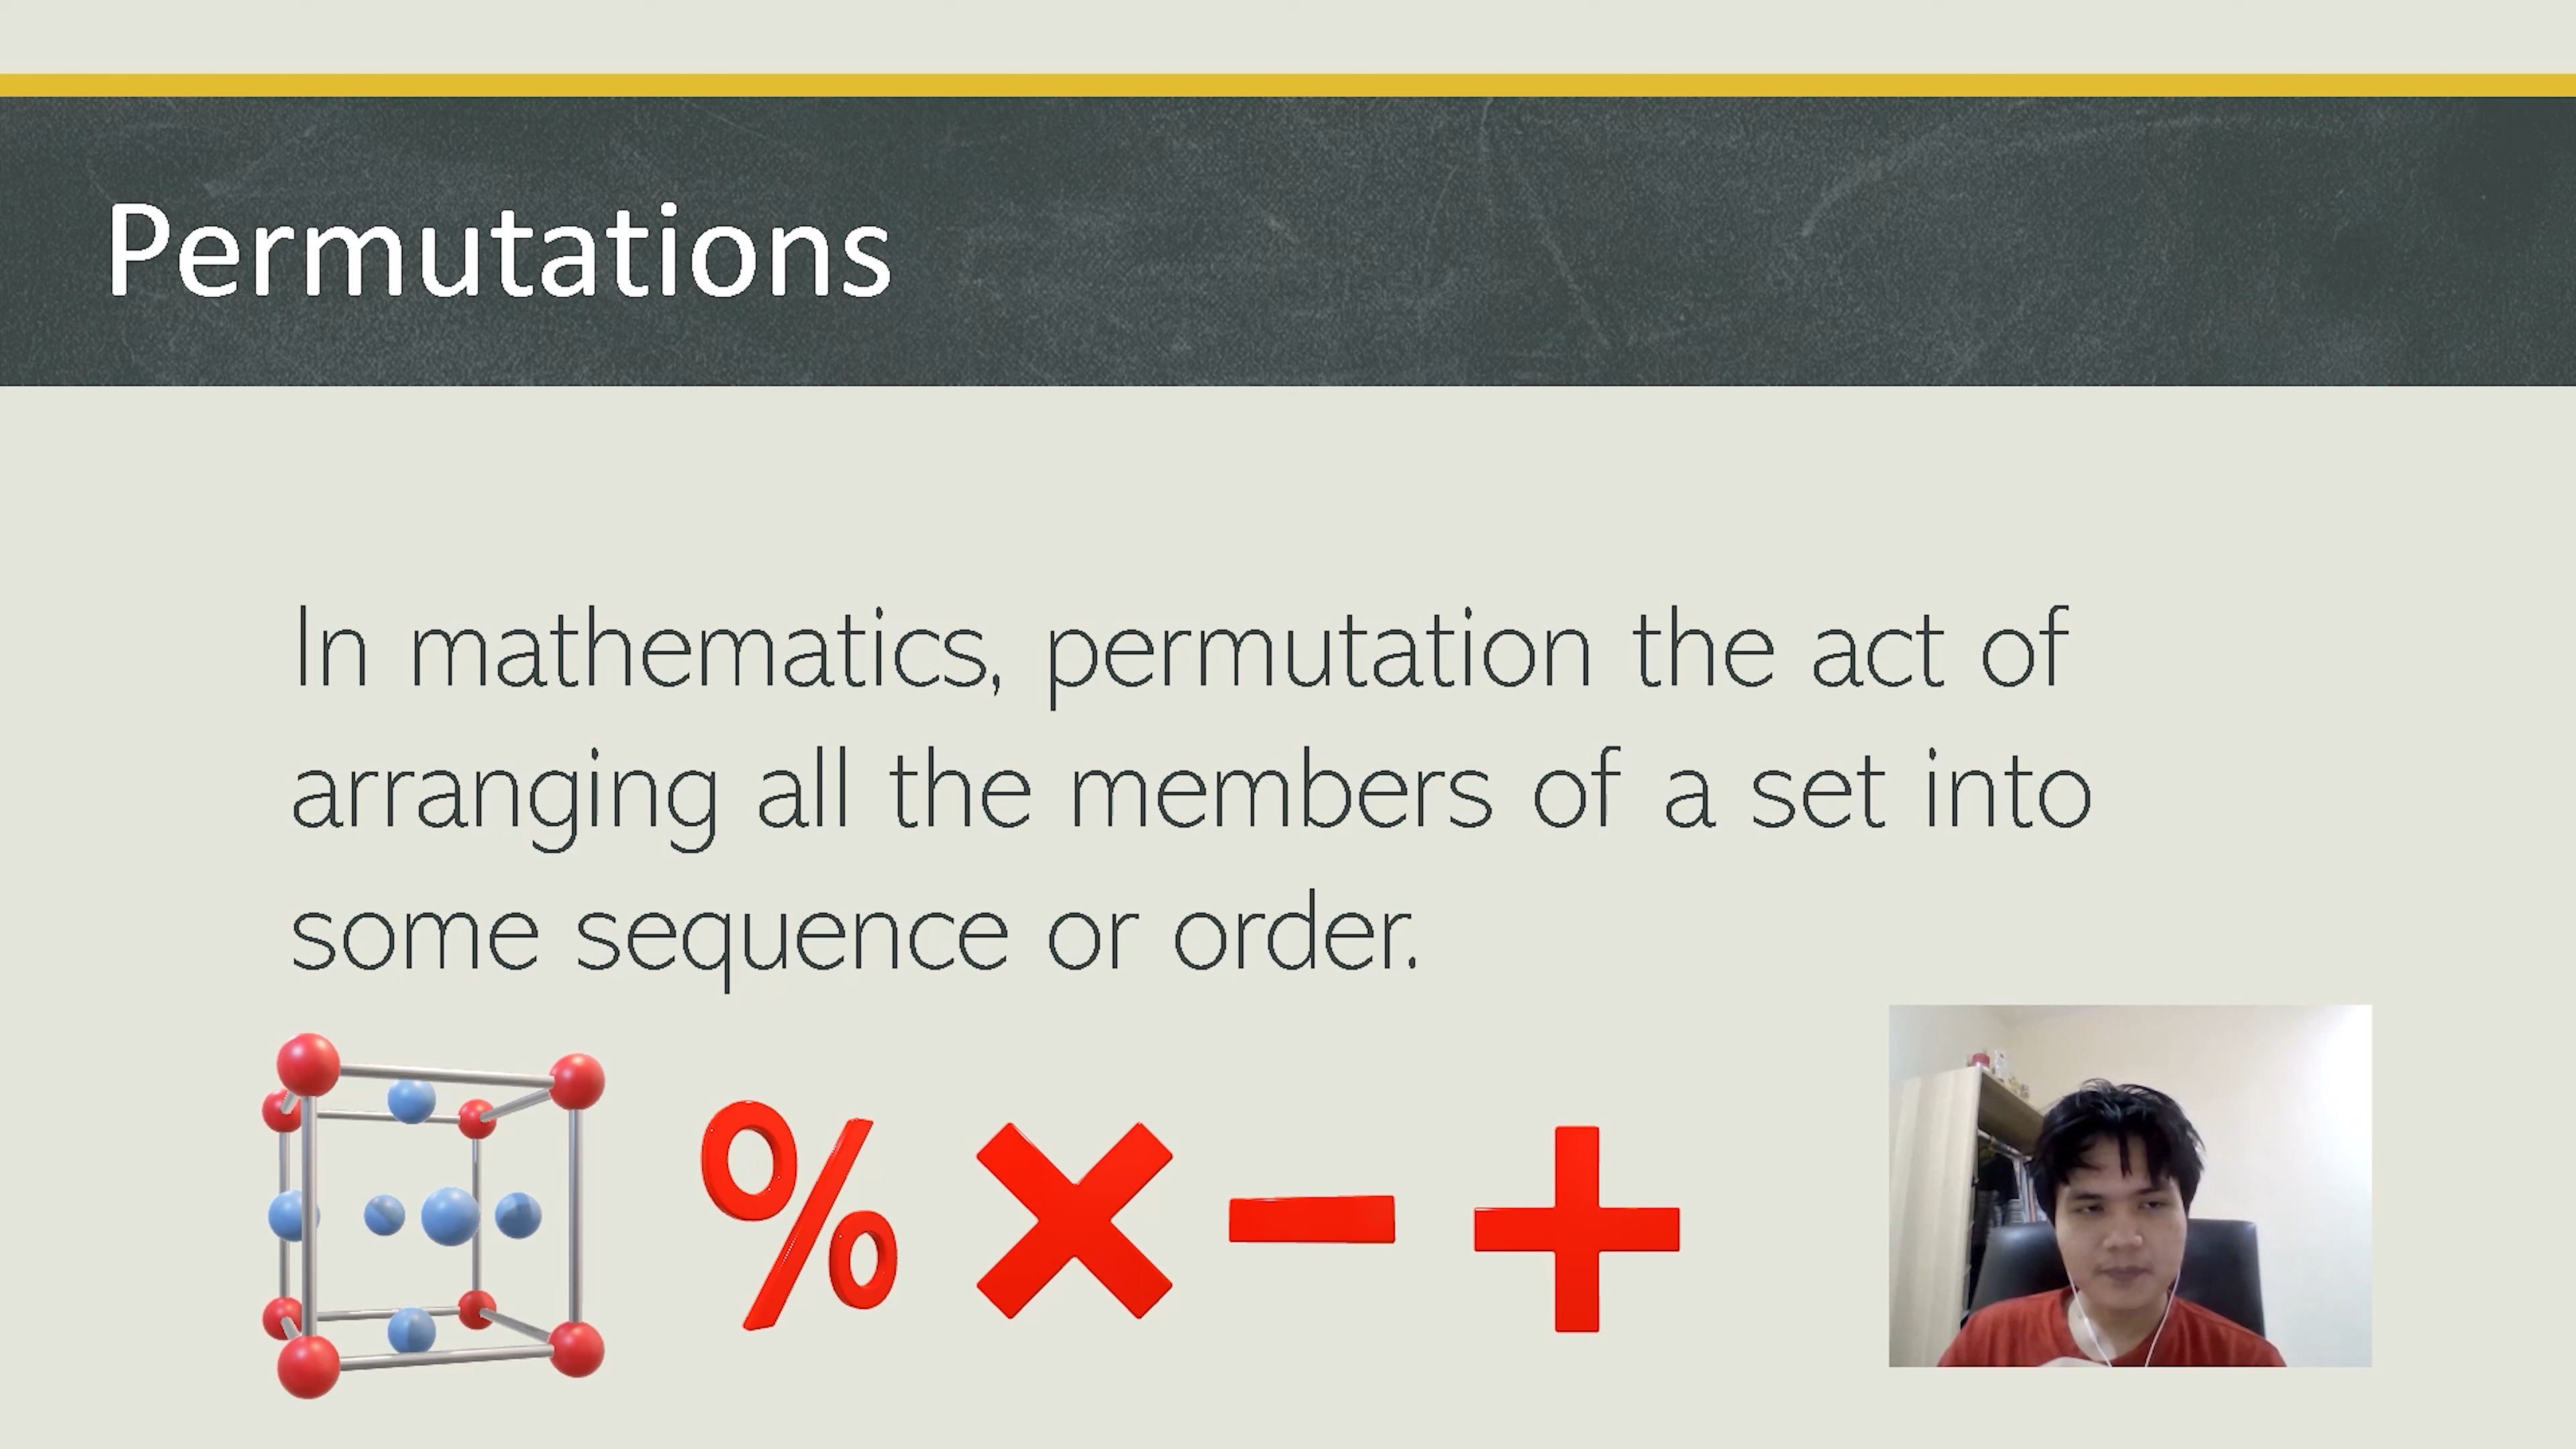 Permutations
In mathematics, permutation the act of
arranging all the members of a set into
some sequence or order.
% × − +